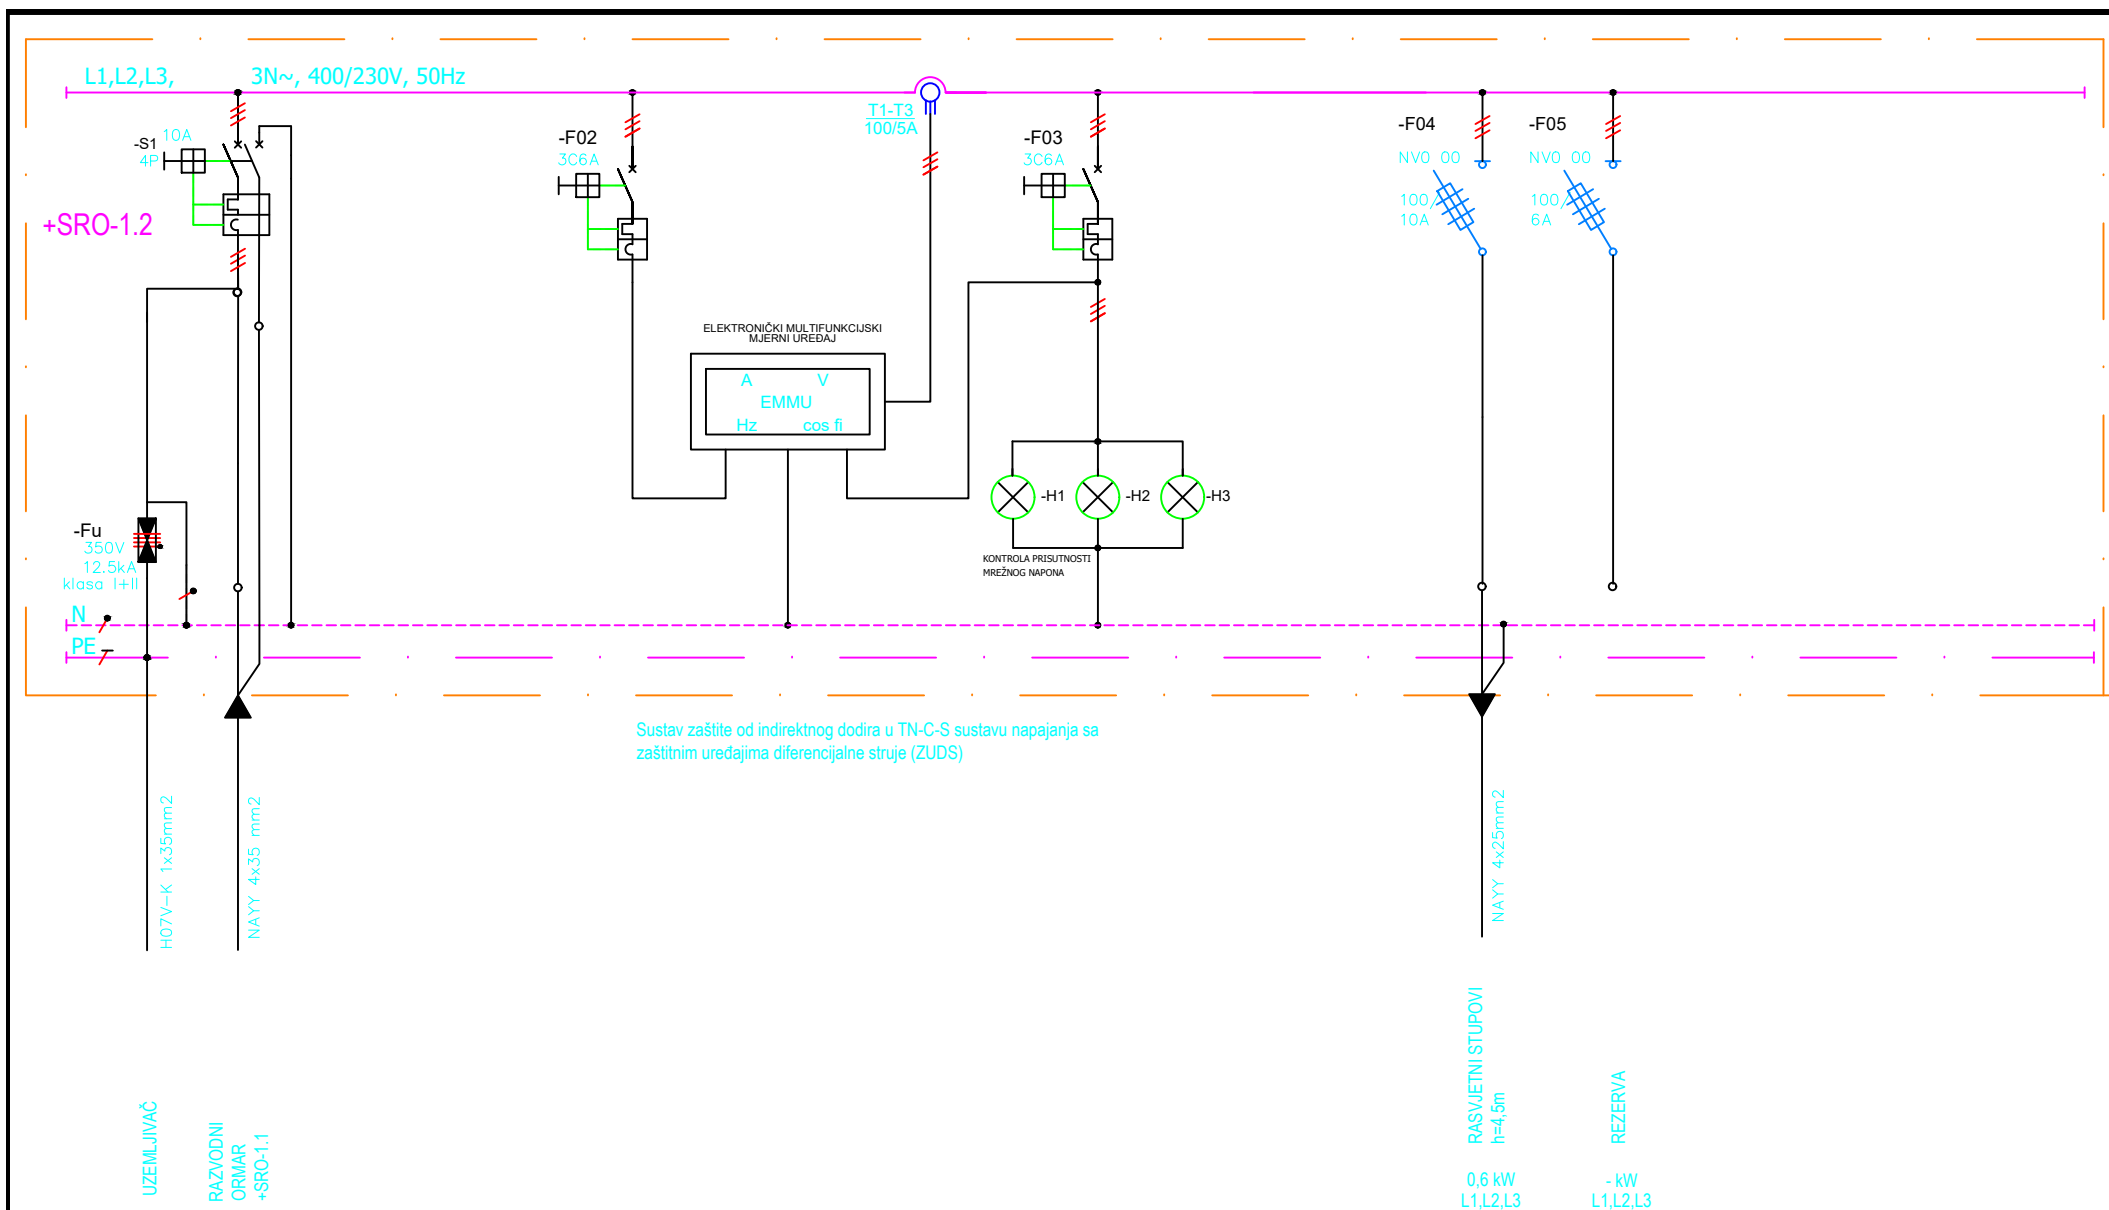 L1,L2,L3,
3N~, 400/230V, 50Hz
-S1
10A
4P
+SRO-1.2
-F02
3C6A
T1-T3
100/5A
-F03
3C6A
-F04
NV0 00
100/
10A
-F05
NV0 00
100/
6A
ELEKTRONIČKI MULTIFUNKCIJSKI
MJERNI UREĐAJ
A V
EMMU
Hz cos fi
-H1
-H2
-H3
KONTROLA PRISUTNOSTI
MREŽNOG NAPONA
-Fu
350V
12.5kA
klasa I+II
N
PE
Sustav zaštite od indirektnog dodira u TN-C-S sustavu napajanja sa
zaštitnim uređajima diferencijalne struje (ZUDS)
H07V-K 1x35mm2
NAYY 4x35 mm2
NAYY 4x25mm2
UZEMLJIVAČ
RAZVODNI
ORMAR
+SRO-1.1
RASVJETNI STUPOVI
h=4,5m
0,6 kW
L1,L2,L3
REZERVA
- kW
L1,L2,L3